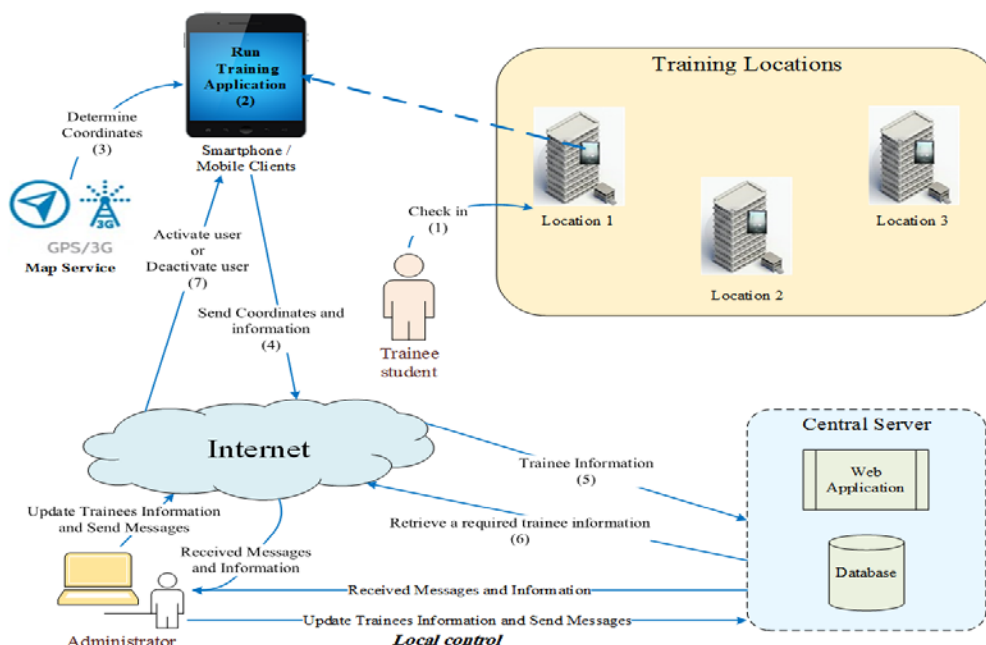 Run
Training
Application
(2)
Smartphone /
Mobile Clients
Determine
Coordinates
(3)
3G
GPS/3G
Map Service
Training Locations
Location 1
Location 2
Location 3
Check in
(1)
Trainee
student
Activate user
or
Deactivate user
(7)
Send Coordinates and
information
(4)
Internet
Trainee Information
(5)
Retrieve a required trainee information
(6)
Central Server
Web
Application
Database
Update Trainees Information
and Send Messages
Received Messages
and Information
Received Messages and Information
Update Trainees Information and Send Messages
Administrator
Local control